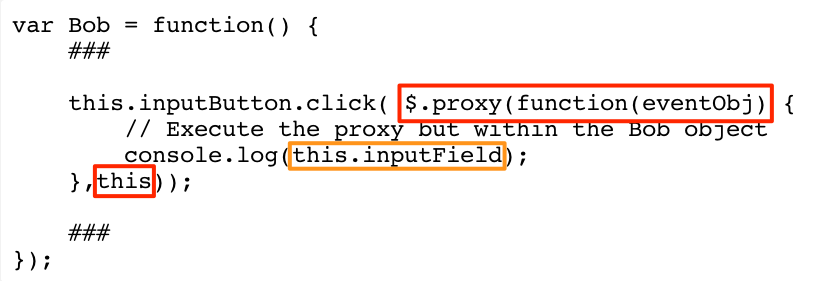 var Bob = function() {
###
this.inputButton.click( $.proxy(function(eventObj) {
// Execute the proxy but within the Bob object
console.log(this.inputField);
},this));
###
});